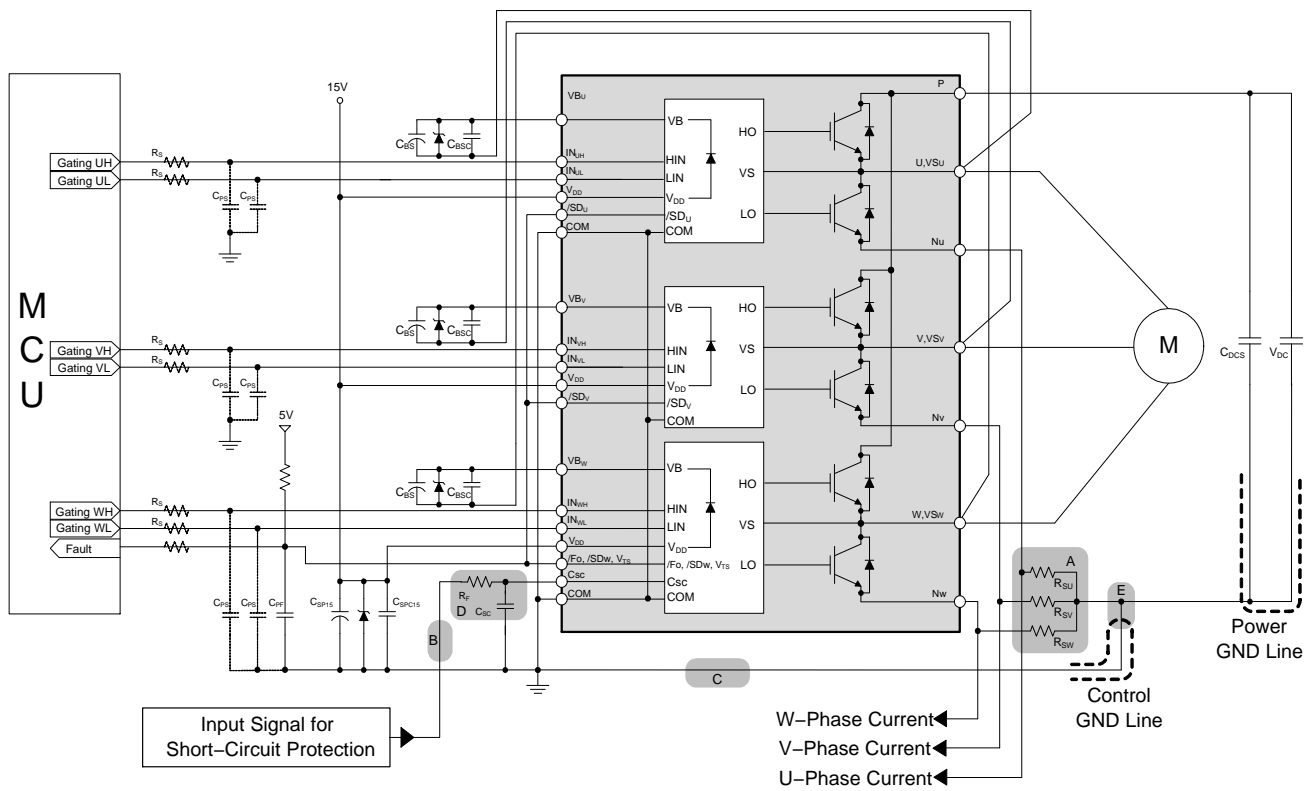 MCU
Gating UH
Gating UL
Gating VH
Gating VL
Gating WH
Gating WL
Fault
RS
RS
CPS
CPS
RS
RS
CPS
CPS
5V
RS
RS
CPS
CPS
CPF
15V
CSP15
CSPC15
CBS
CBSC
CBS
CBSC
CBS
CBSC
RF
D
CSC
B
VBU
INUH
INUL
VDD
/SDU
COM
VB
HIN
LIN
VDD
/SDU
COM
HO
VS
LO
VBV
INVH
INVL
VDD
/SDV
VB
HIN
LIN
VDD
/SDV
COM
HO
VS
LO
VBW
INWH
INWL
VDD
/Fo, /SDw, VTS
Csc
COM
VB
HIN
LIN
VDD
/Fo, /SDw, VTS
Csc
COM
HO
VS
LO
P
U,VSU
Nu
V,VSV
Nv
W,VSW
Nw
M
CDCS
VDC
A
RSU
RSV
RSW
E
C
Power
GND Line
Control
GND Line
Input Signal for
Short–Circuit Protection
W–Phase Current
V–Phase Current
U–Phase Current